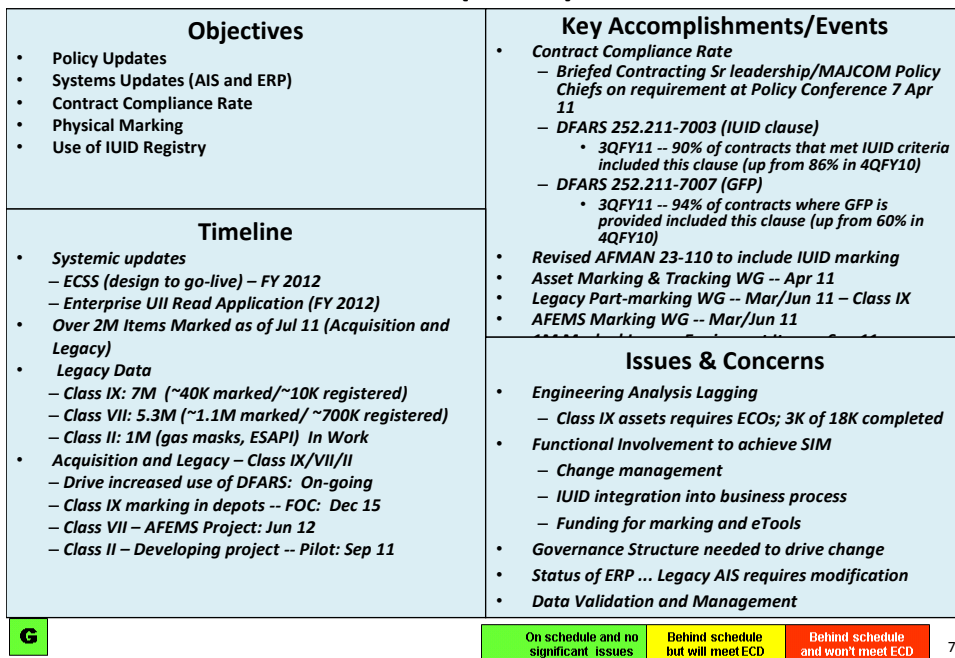 Objectives
• Policy Updates
• Systems Updates (AIS and ERP)
• Contract Compliance Rate
• Physical Marking
• Use of IUID Registry
Timeline
• Systemic updates
– ECSS (design to go-live) – FY 2012
– Enterprise UII Read Application (FY 2012)
• Over 2M Items Marked as of Jul 11 (Acquisition and
Legacy)
• Legacy Data
– Class IX: 7M (~40K marked/~10K registered)
– Class VII: 5.3M (~1.1M marked/ ~700K registered)
– Class II: 1M (gas masks, ESAPI) In Work
• Acquisition and Legacy – Class IX/VII/II
– Drive increased use of DFARS: On-going
– Class IX marking in depots -- FOC: Dec 15
– Class VII – AFEMS Project: Jun 12
– Class II – Developing project -- Pilot: Sep 11
Key Accomplishments/Events
• Contract Compliance Rate
– Briefed Contracting Sr leadership/MAJCOM Policy
Chiefs on requirement at Policy Conference 7 Apr
11
– DFARS 252.211-7003 (IUID clause)
• 3QFY11 -- 90% of contracts that met IUID criteria
included this clause (up from 86% in 4QFY10)
– DFARS 252.211-7007 (GFP)
• 3QFY11 -- 94% of contracts where GFP is
provided included this clause (up from 60% in
4QFY10)
• Revised AFMAN 23-110 to include IUID marking
• Asset Marking & Tracking WG -- Apr 11
• Legacy Part-marking WG -- Mar/Jun 11 – Class IX
• AFEMS Marking WG -- Mar/Jun 11
Issues & Concerns
• Engineering Analysis Lagging
– Class IX assets requires ECOs; 3K of 18K completed
• Functional Involvement to achieve SIM
– Change management
– IUID integration into business process
– Funding for marking and eTools
• Governance Structure needed to drive change
• Status of ERP ... Legacy AIS requires modification
• Data Validation and Management
G
On schedule and no
significant issues
Behind schedule
but will meet ECD
Behind schedule
and won't meet ECD
7